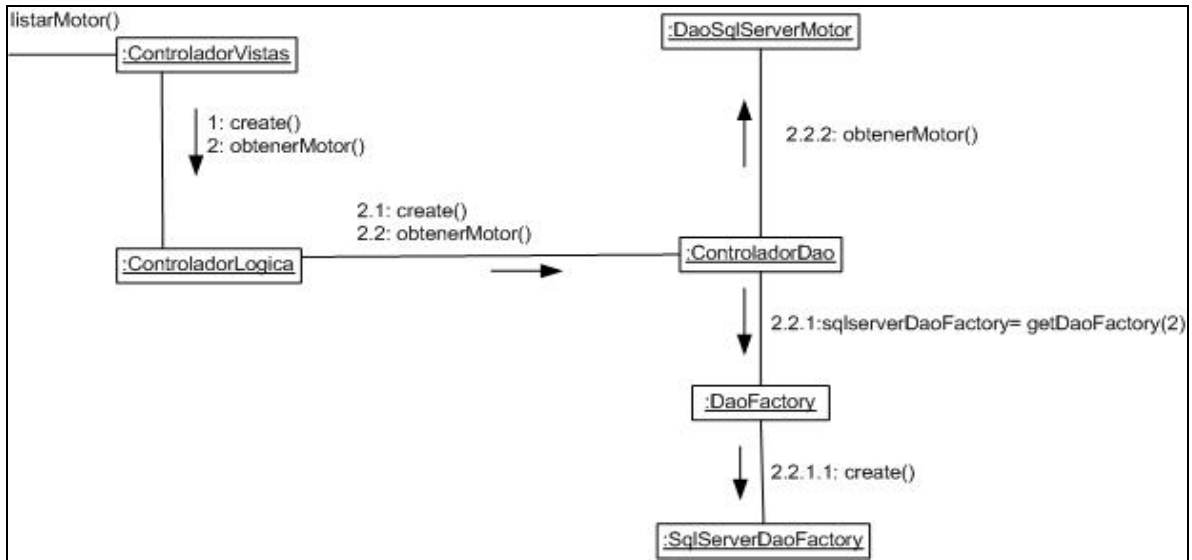 listarMotor()
:ControladorVistas
:DaoSqlServerMotor
1: create()
2: obtenerMotor()
2.2.2: obtenerMotor()
2.1: create()
2.2: obtenerMotor()
:ControladorLogica
:ControladorDao
2.2.1:sqlserverDaoFactory= getDaoFactory(2)
:DaoFactory
2.2.1.1: create()
:SqlServerDaoFactory